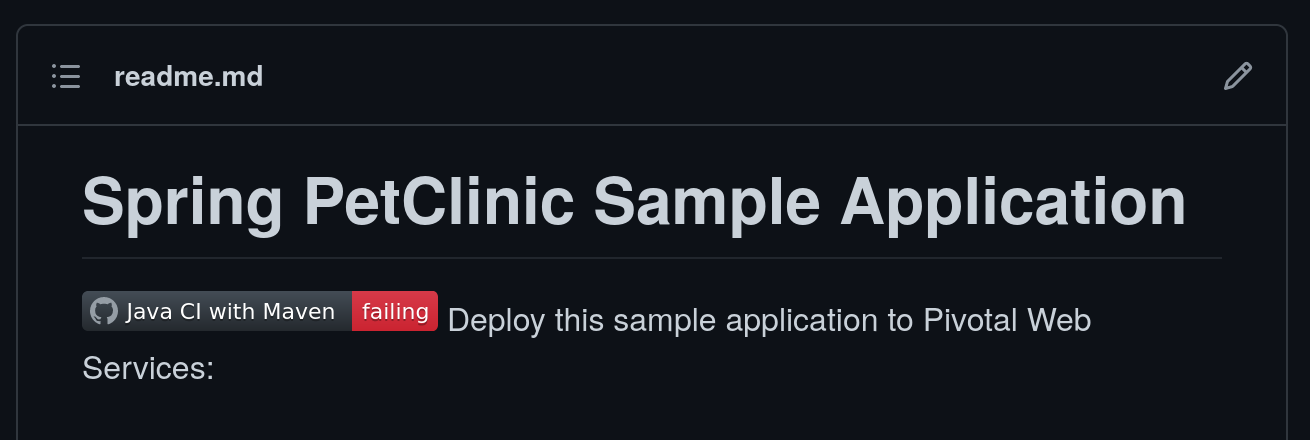 readme.md
Spring PetClinic Sample Application
Java CI with Maven failing Deploy this sample application to Pivotal Web
Services: